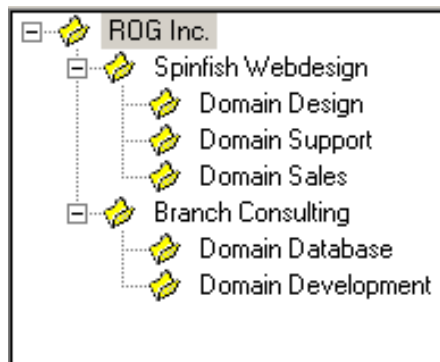 ROG Inc.
Spinfish Webdesign
Domain Design
Domain Support
Domain Sales
Branch Consulting
Domain Database
Domain Development